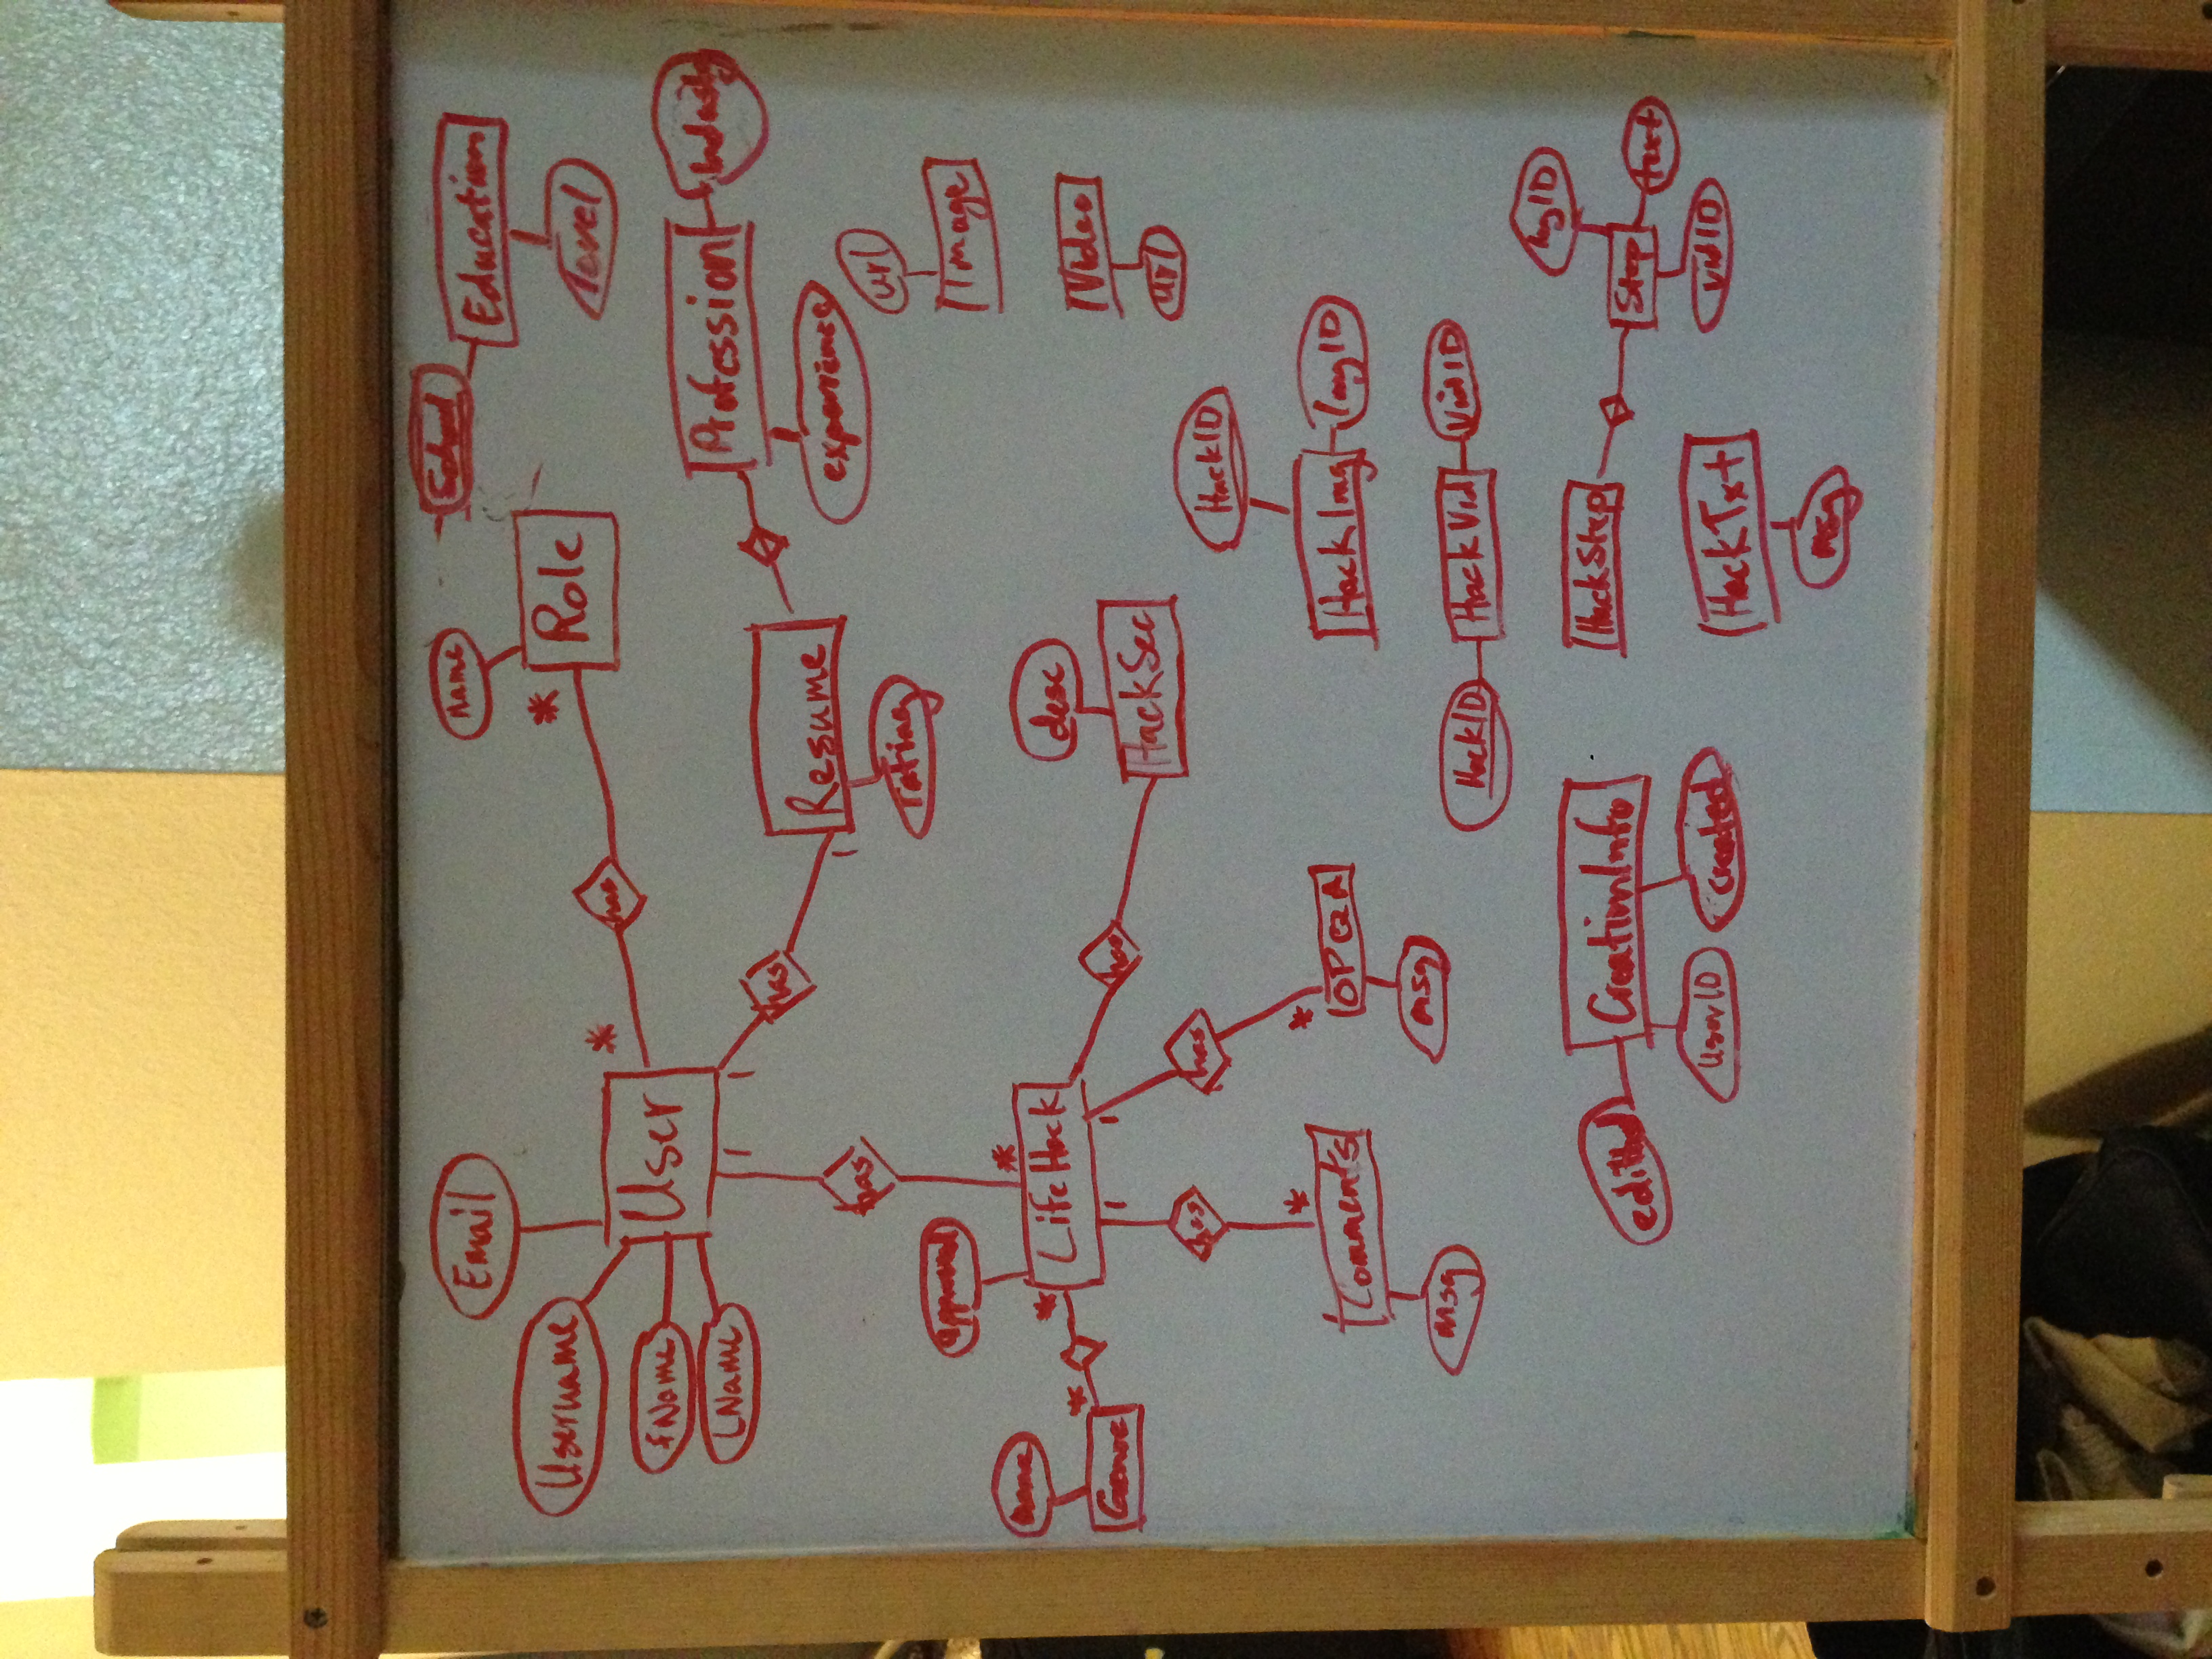 Email
name
School
Education
Username
*
Role
level
*
has
fName
User
Profession
Industry
LName
1
1
has
Resume
experience
1
has
rating
url
approved
Image
name
*
*
*
LifeHack
desc
Video
Genre
1
1
has
HackSec
url
has
has
HackID
*
*
Comments
OPQA
HackImg
ImgID
msg
msg
HackID
HackVid
VidID
ImgID
edited
CreationInfo
HackStep
Step
text
UserID
created
vidID
HackTxt
msg